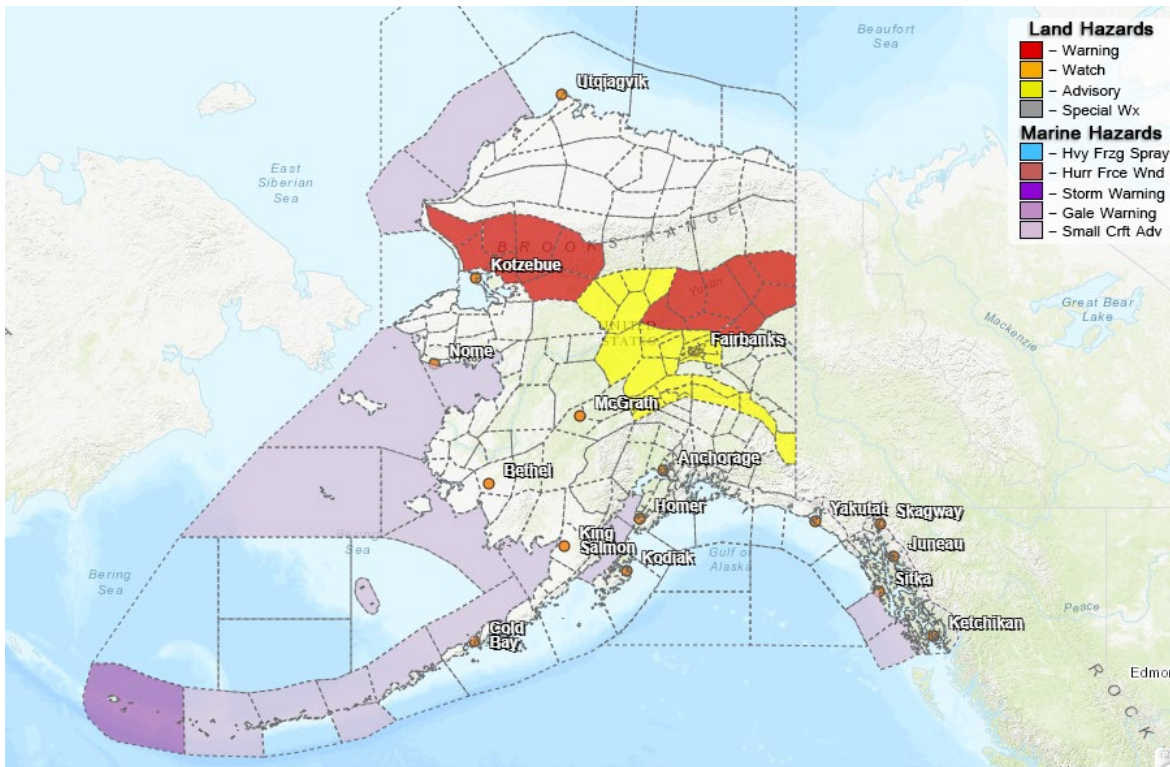 Beaufort
Sea
Land Hazards
– Warning
– Watch
– Advisory
– Special Wx
Marine Hazards
– Hvy Frzg Spray
– Hurr Frce Wnd
– Storm Warning
– Gale Warning
– Small Crft Adv
Utqiagvik
East
Siberian
Sea
BROOKS RANGE
Kotzebue
Yukon
Great Bear
Lake
Mackenzie
UNITED
STATES
Fairbanks
Nome
McGrath
Anchorage
Bethel
Homer
Yakutat
Skagway
King
Salmon
Juneau
Sea
Kodiak
Gulf of
Alaska
Bering
Sea
Sitka
Peace
Cold
Bay
Ketchikan
Edmo
ROCK